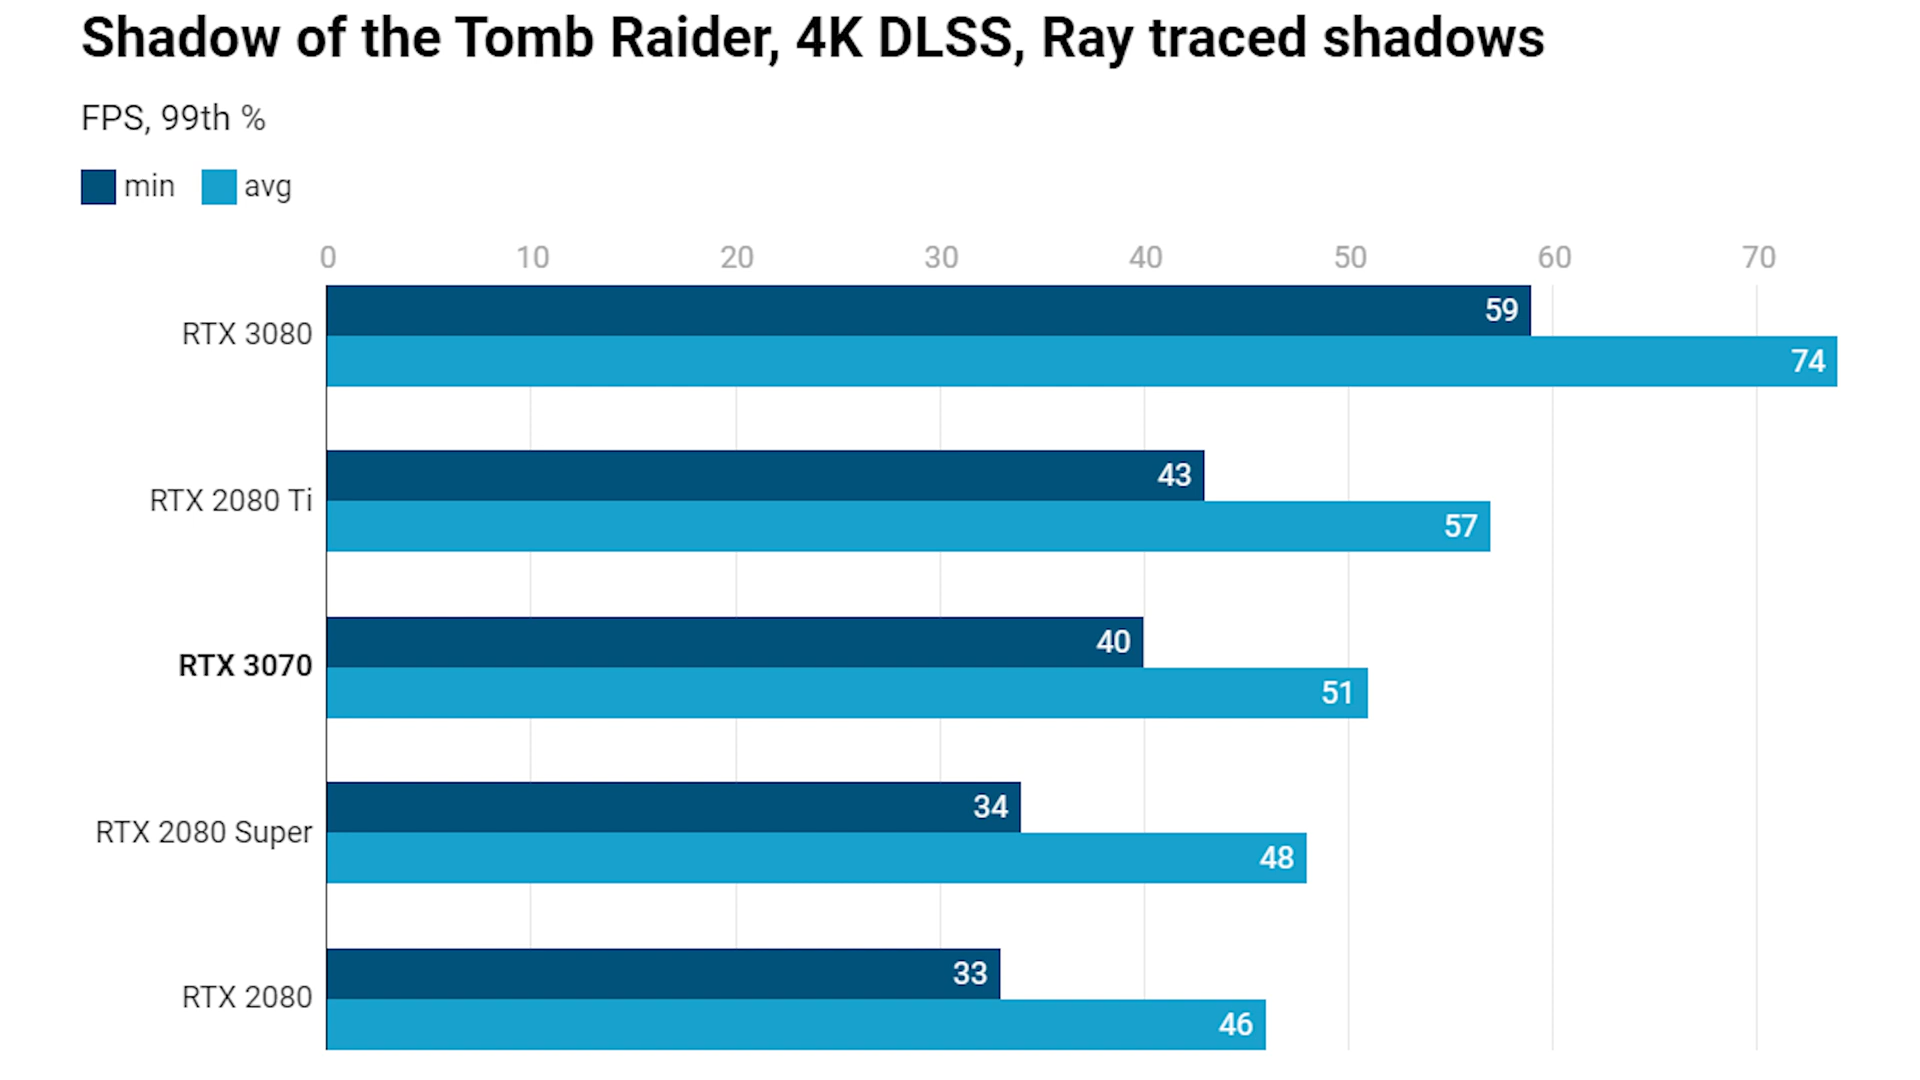 Shadow of the Tomb Raider, 4K DLSS, Ray traced shadows
FPS, 99th %
min avg
0 10 20 30 40 50 60 70
RTX 3080
59
74
RTX 2080 Ti
43
57
RTX 3070
40
51
RTX 2080 Super
34
48
RTX 2080
33
46